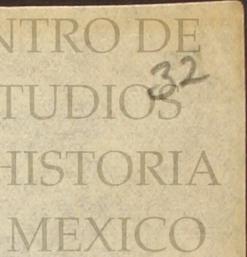 NTRO DE
32
TUDIOS
HISTORIA
MEXICO